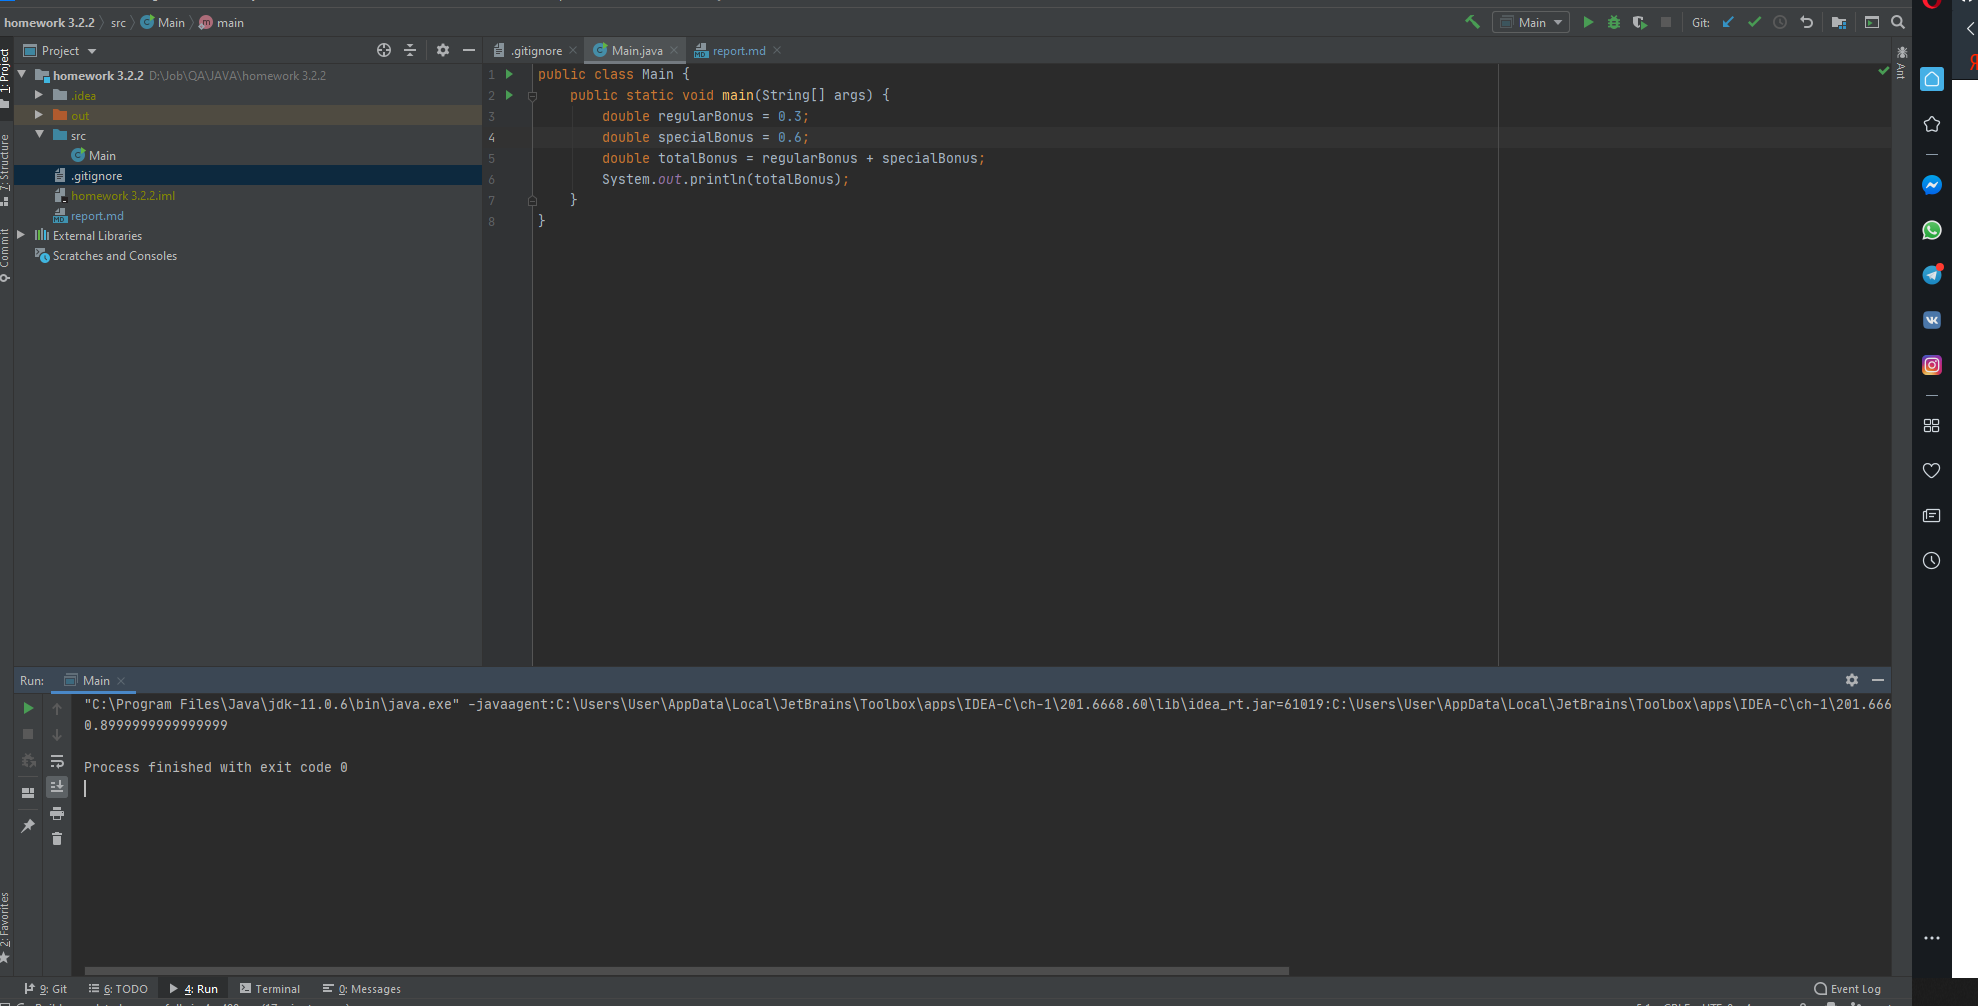 homework 3.2.2 src Main main
Main Git:
1: Project
Project
.gitignore Main.java report.md
homework 3.2.2 D:\Job\QA\JAVA\homework 3.2.2
.idea
out
src
Main
.gitignore
homework 3.2.2.iml
report.md
External Libraries
Scratches and Consoles
7: Structure
Commit
2: Favorites
Ant
1 public class Main {
2 public static void main(String[] args) {
3 double regularBonus = 0.3;
4 double specialBonus = 0.6;
5 double totalBonus = regularBonus + specialBonus;
6 System.out.println(totalBonus);
7 }
8 }
Run: Main
"C:\Program Files\Java\jdk-11.0.6\bin\java.exe" -javaagent:C:\Users\User\AppData\Local\JetBrains\Toolbox\apps\IDEA-C\ch-1\201.6668.60\lib\idea_rt.jar=61019:C:\Users\User\AppData\Local\JetBrains\Toolbox\apps\IDEA-C\ch-1\201.666
0.8999999999999999
Process finished with exit code 0
9: Git 6: TODO 4: Run Terminal 0: Messages
Event Log